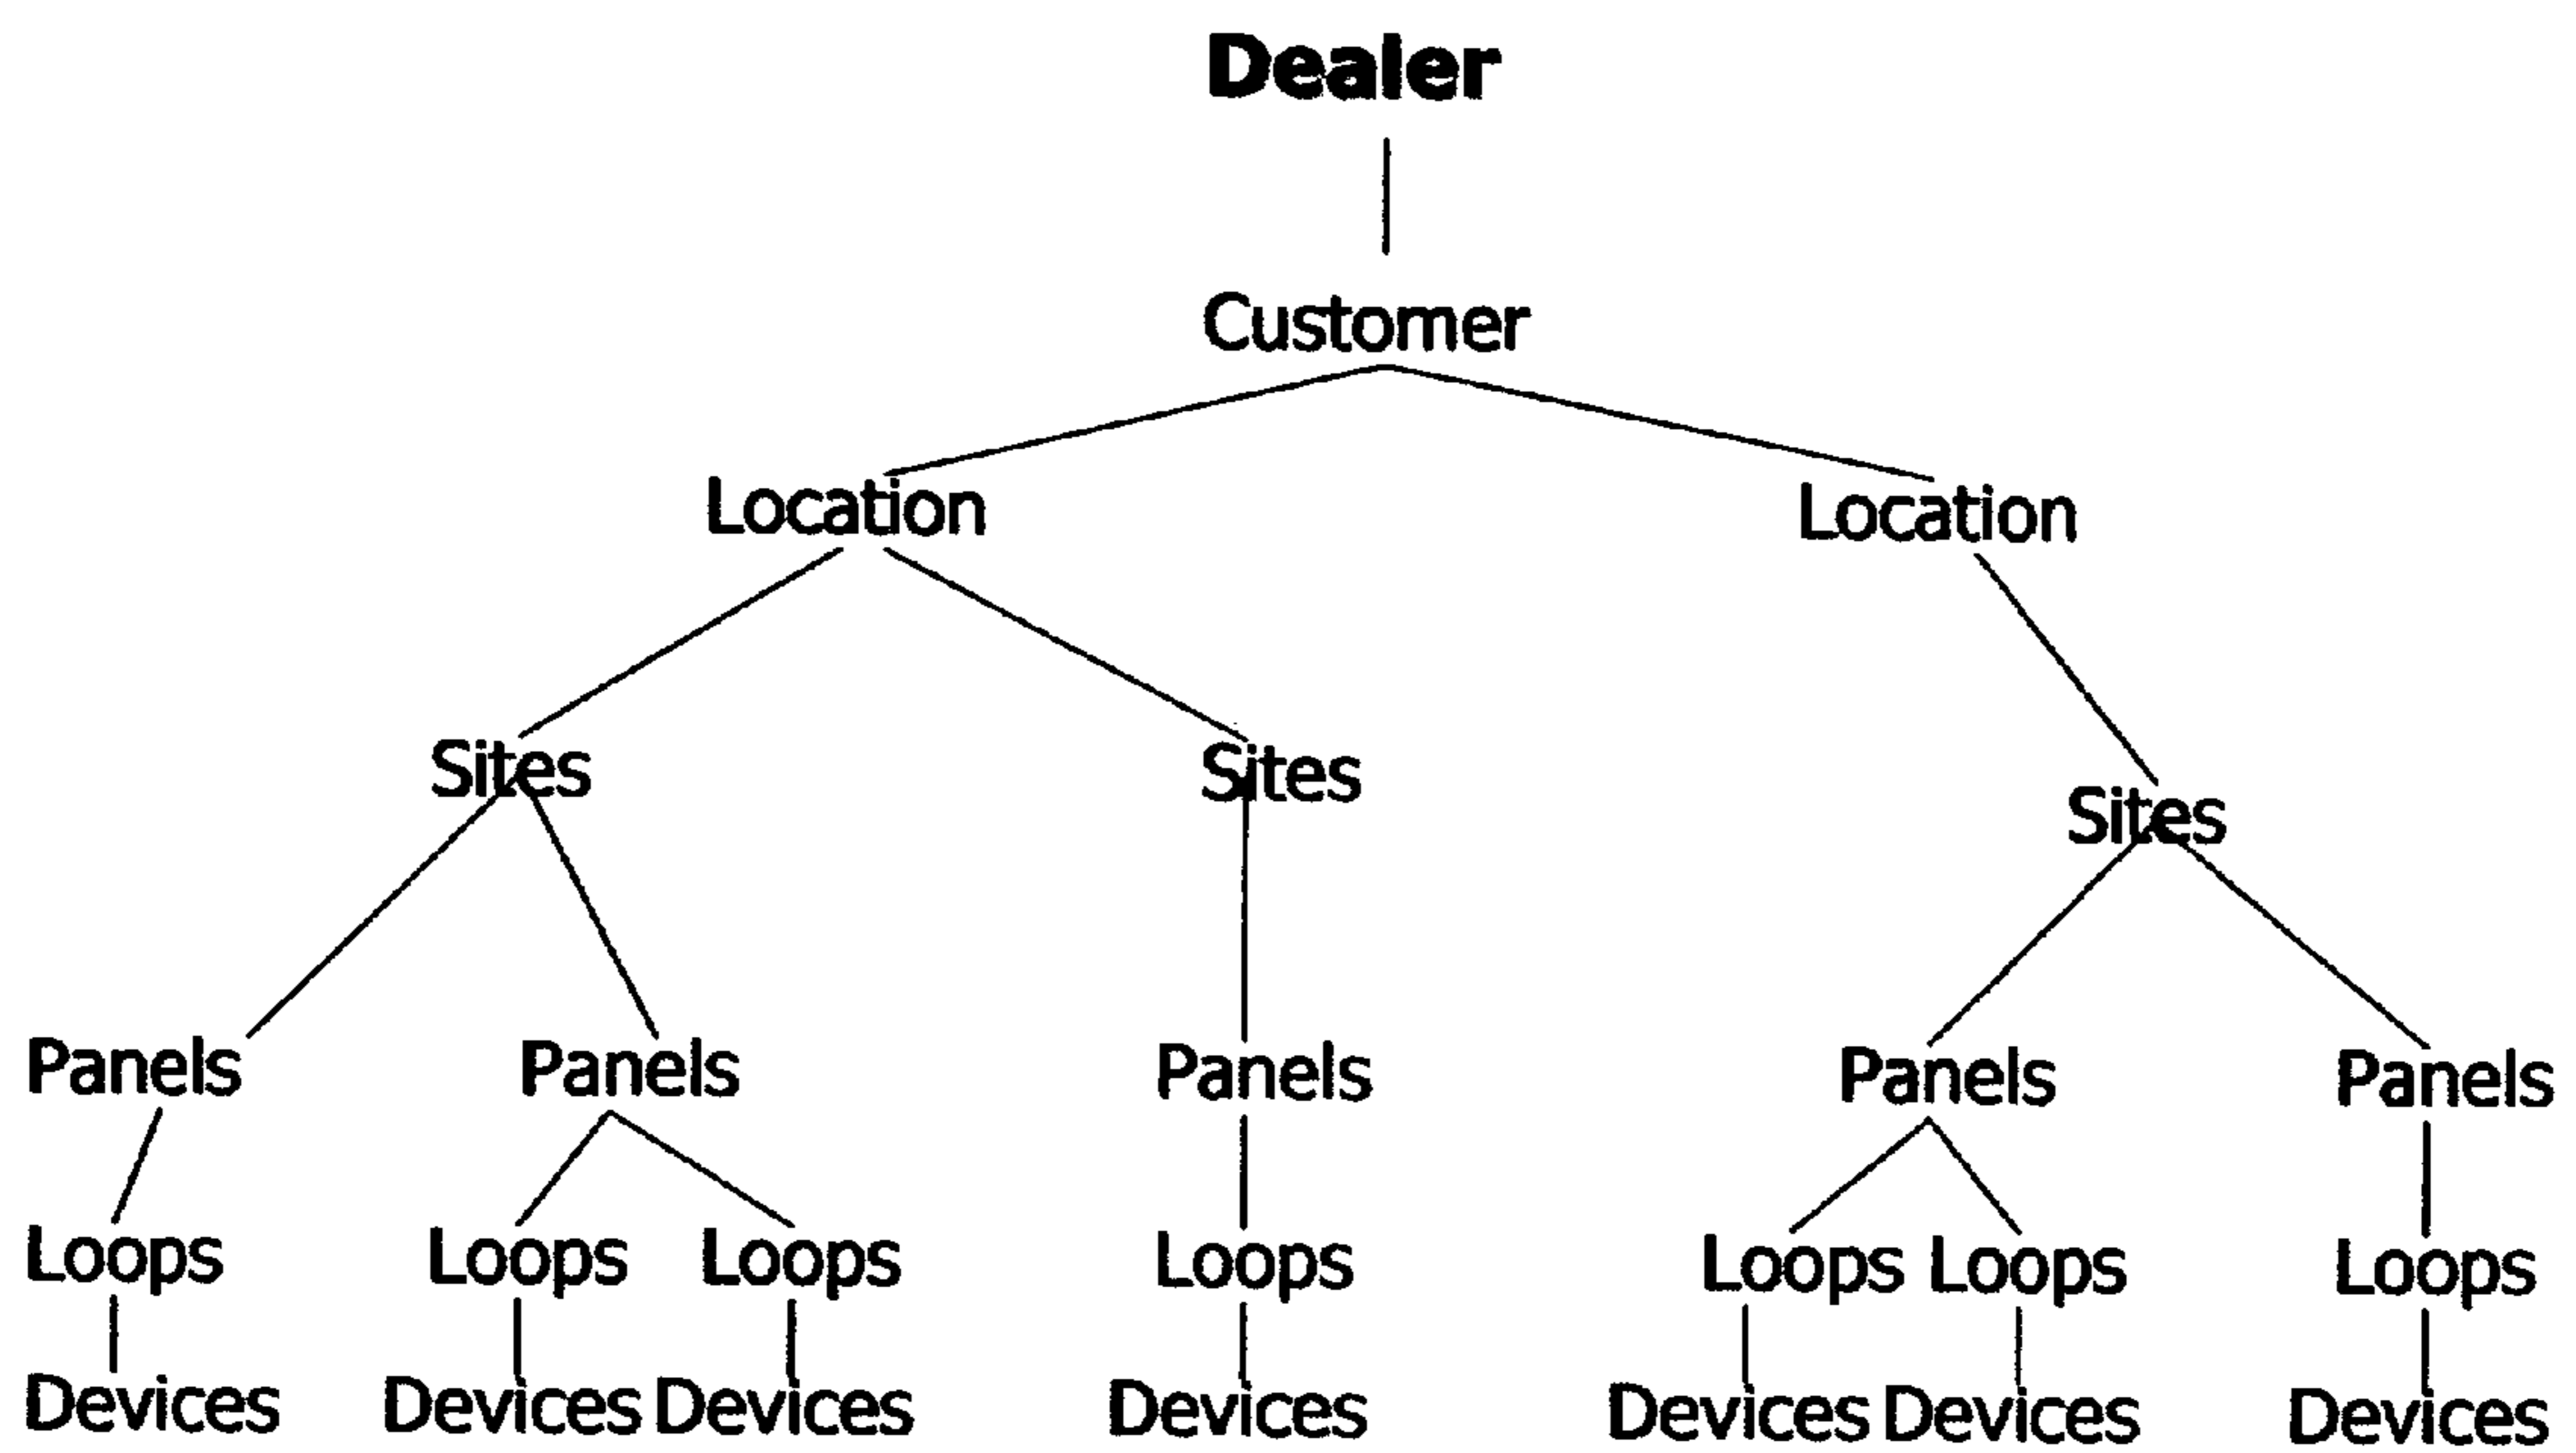 Dealer
Customer
Location Location
Sites Sites Sites
Panels Panels Panels Panels Panels
Loops Loops Loops Loops Loops Loops Loops
Devices Devices Devices Devices Devices Devices Devices